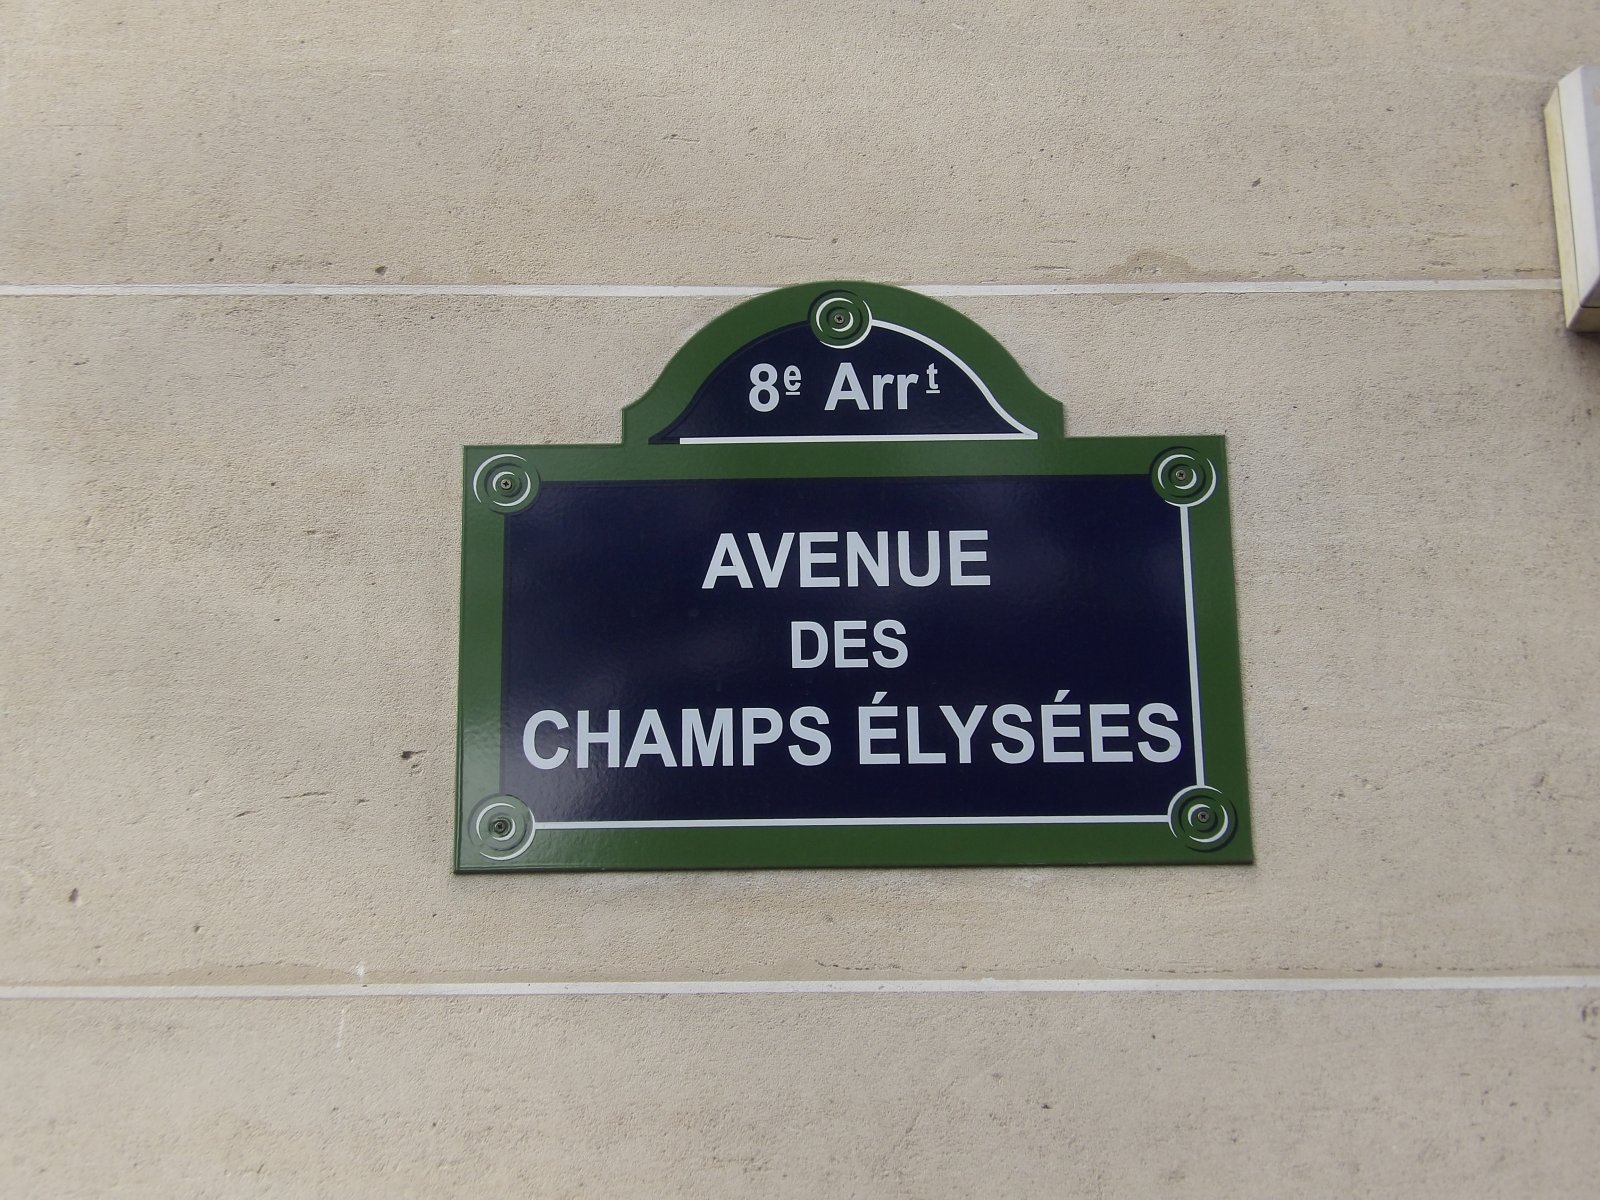 8e Arrt
AVENUE
DES
CHAMPS ÉLYSÉES